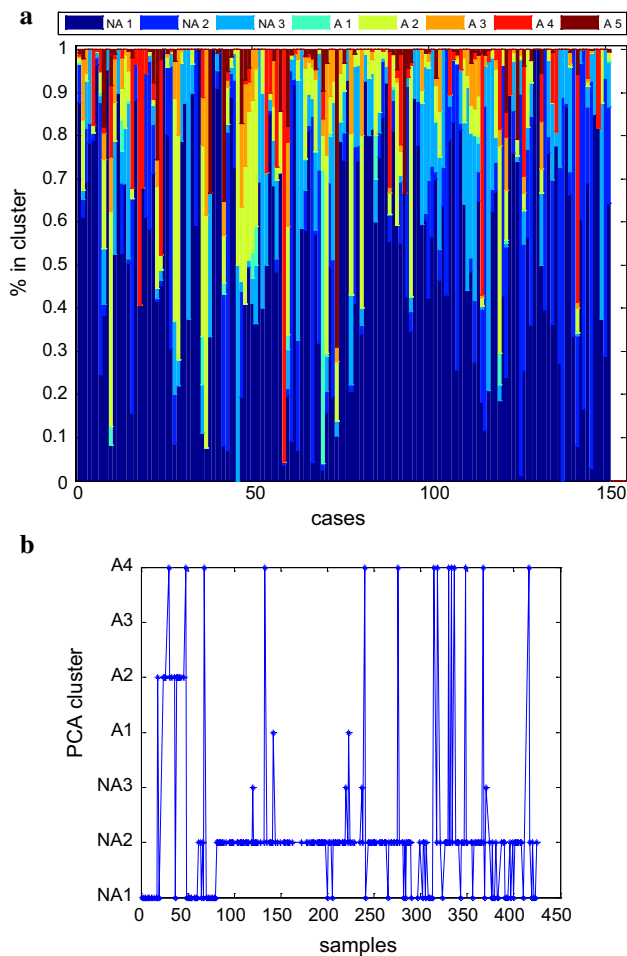 a
NA 1 NA 2 NA 3 A 1 A 2 A 3 A 4 A 5
1
0.9
0.8
0.7
0.6
0.5
0.4
0.3
0.2
0.1
0
% in cluster
0 50 100 150
cases
b
A4
A3
A2
A1
NA3
NA2
NA1
PCA cluster
0 50 100 150 200 250 300 350 400 450
samples